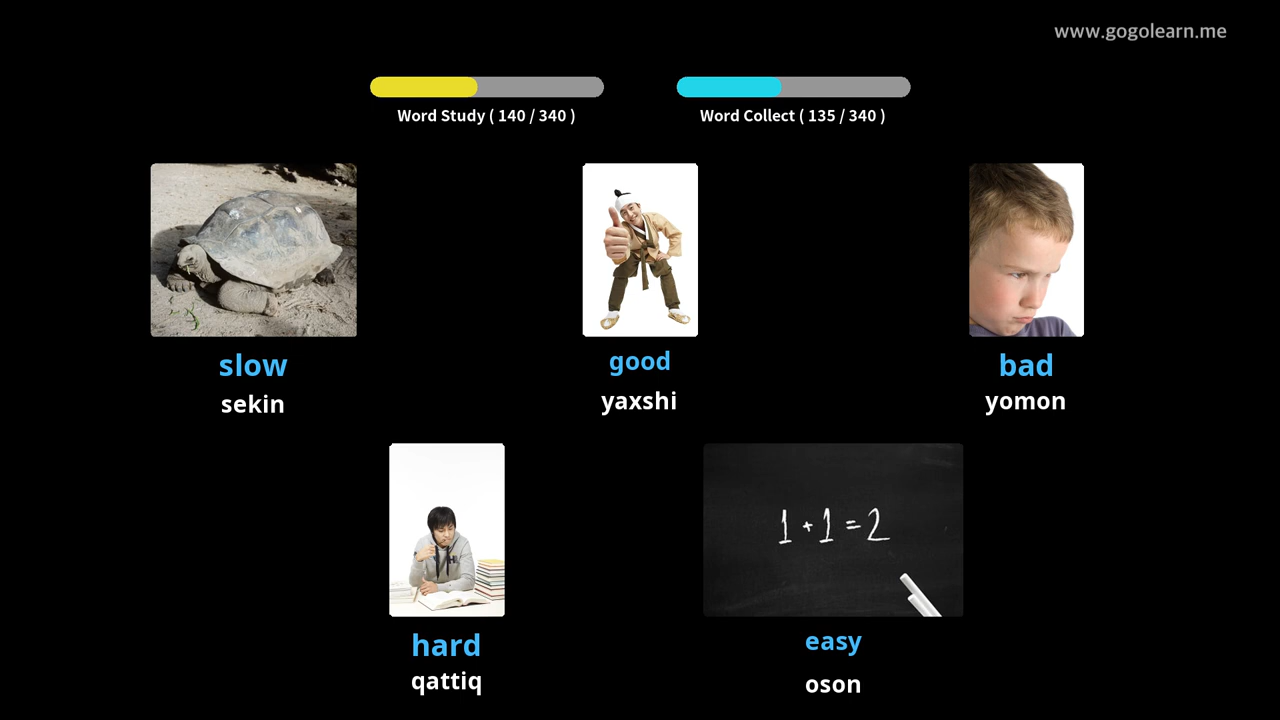 www.gogolearn.me
Word Study ( 140 / 340 )
Word Collect ( 135 / 340 )
slow
sekin
good
yaxshi
bad
yomon
1 + 1 = 2
hard
qattiq
easy
oson